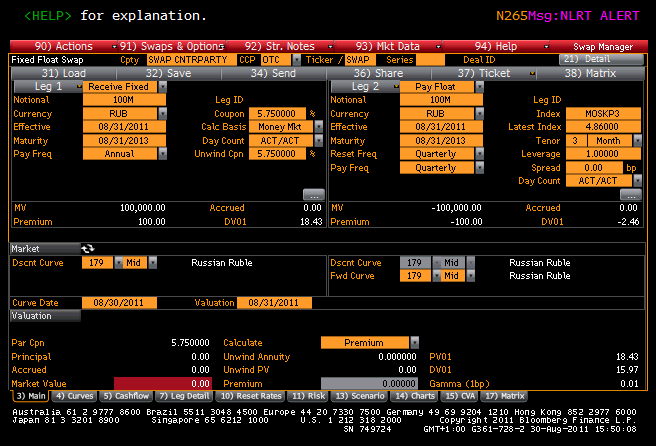 <HELP> for explanation. N265Msg:NLRT ALERT
90) Actions 91) Swaps & Options 92) Str. Notes 93) Mkt Data 94) Help Swap Manager
Fixed Float Swap Cpty SWAP CNTRPARTY CCP OTC Ticker / SWAP Series Deal ID 21) Detail
31) Load 32) Save 34) Send 36) Share 37) Ticket 38) Matrix
Leg 1 Receive Fixed Leg 2 Pay Float
Notional 100M Leg ID Notional 100M Leg ID
Currency RUB Coupon 5.750000 % Currency RUB Index MOSKP3
Effective 08/31/2011 Calc Basis Money Mkt Effective 08/31/2011 Latest Index 4.86000
Maturity 08/31/2013 Day Count ACT/ACT Maturity 08/31/2013 Tenor 3 Month
Pay Freq Annual Unwind Cpn 5.750000 % Reset Freq Quarterly Leverage 1.00000
Pay Freq Quarterly Spread 0.00 bp
Day Count ACT/ACT
... ...
MV 100,000.00 Accrued 0.00 MV -100,000.00 Accrued 0.00
Premium 100.00 DV01 18.43 Premium -100.00 DV01 -2.46
Market
Dscnt Curve 179 Mid Russian Ruble Dscnt Curve 179 Mid Russian Ruble
Fwd Curve 179 Mid Russian Ruble
Curve Date 08/30/2011 Valuation 08/31/2011
Valuation
Par Cpn 5.750000 Calculate Premium
Principal 0.00 Unwind Annuity 0.000000 PV01 18.43
Accrued 0.00 Unwind PV 0.00 DV01 15.97
Market Value 0.00 Premium 0.00000 Gamma (1bp) 0.01
3) Main 4) Curves 5) Cashflow 7) Leg Detail 10) Reset Rates 11) Risk 13) Scenario 14) Charts 15) CVA 17) Matrix
Australia 61 2 9777 8600 Brazil 5511 3048 4500 Europe 44 20 7330 7500 Germany 49 69 9204 1210 Hong Kong 852 2977 6000
Japan 81 3 3201 8900 Singapore 65 6212 1000 U.S. 1 212 318 2000 Copyright 2011 Bloomberg Finance L.P.
SN 749724 GMT+1:00 G361-728-2 30-Aug-2011 15:50:08